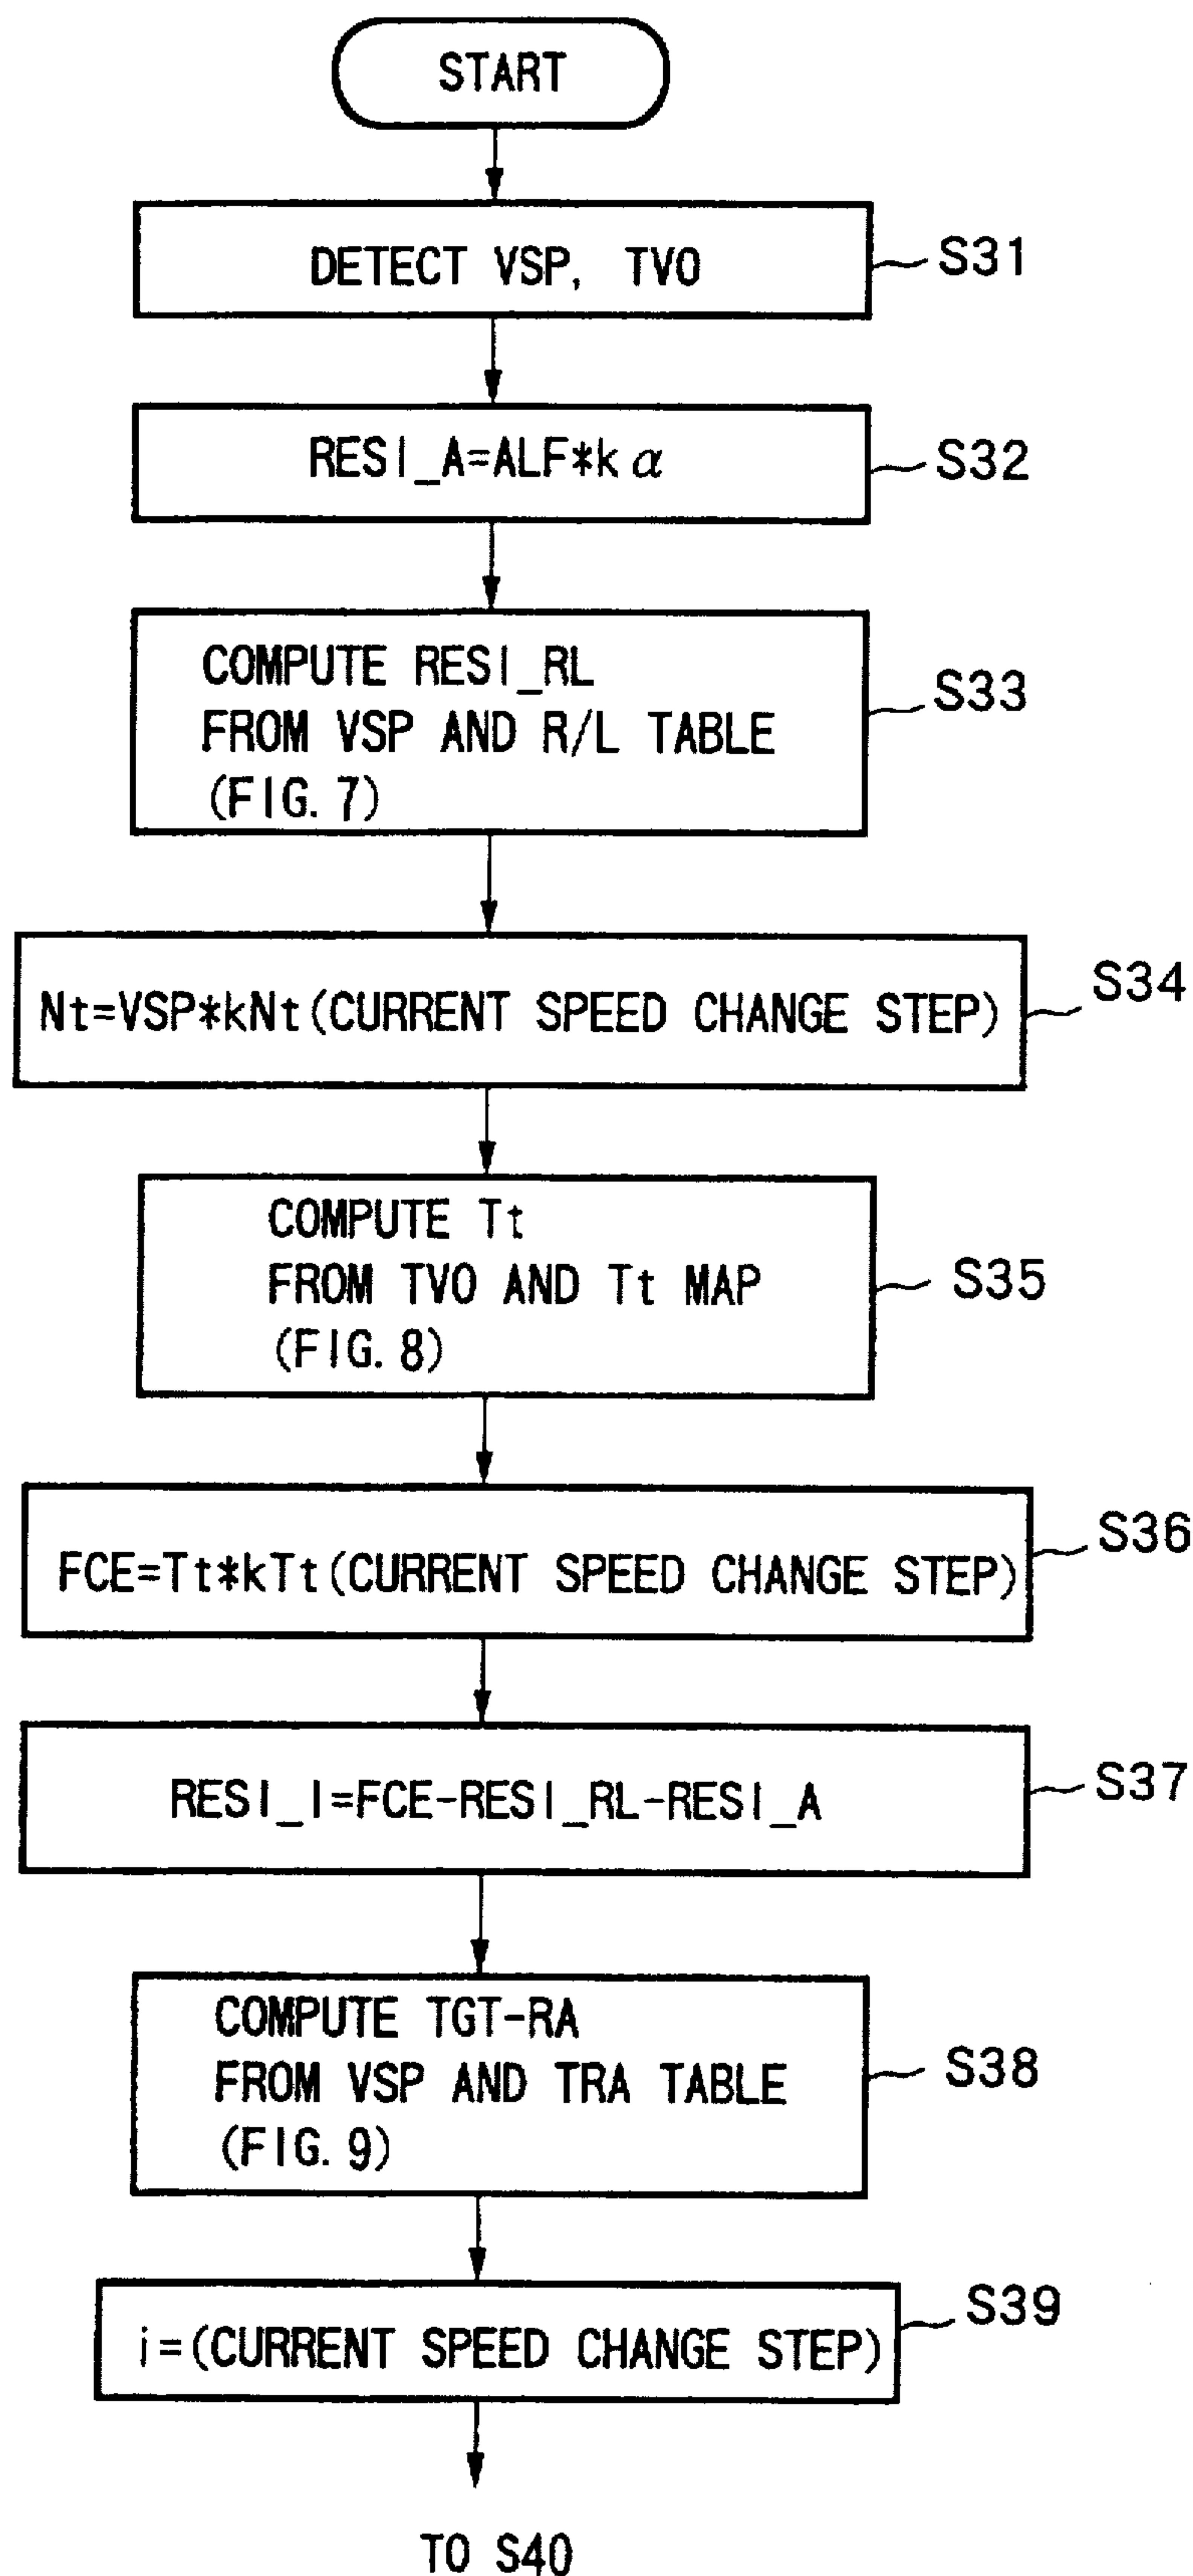 START
DETECT VSP, TVO
S31
RESI_A=ALF*kα
S32
COMPUTE RESI_RL
FROM VSP AND R/L TABLE
(FIG. 7)
S33
Nt=VSP*kNt(CURRENT SPEED CHANGE STEP)
S34
COMPUTE Tt
FROM TVO AND Tt MAP
(FIG. 8)
S35
FCE=Tt*kTt(CURRENT SPEED CHANGE STEP)
S36
RESI_I=FCE-RESI_RL-RESI_A
S37
COMPUTE TGT-RA
FROM VSP AND TRA TABLE
(FIG. 9)
S38
i=(CURRENT SPEED CHANGE STEP)
S39
TO S40